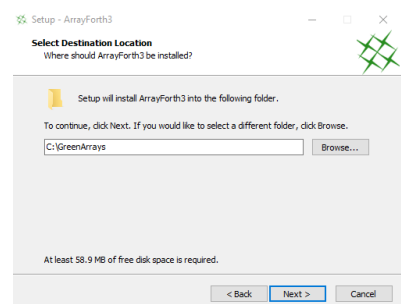 Setup - ArrayForth3
Select Destination Location
Where should ArrayForth3 be installed?
Setup will install ArrayForth3 into the following folder.
To continue, click Next. If you would like to select a different folder, click Browse.
C:\GreenArrays
Browse...
At least 58.9 MB of free disk space is required.
< Back
Next >
Cancel